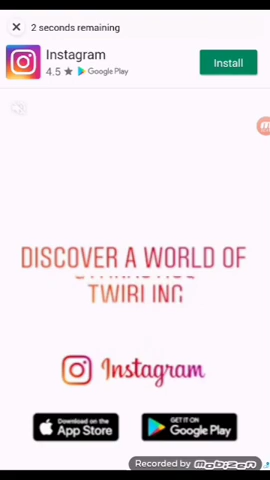 2 seconds remaining
Instagram
4.5 ★ Google Play
Install
DISCOVER A WORLD OF
TWIRLING
Instagram
Download on the
App Store
GET IT ON
Google Play
Recorded by mobizen